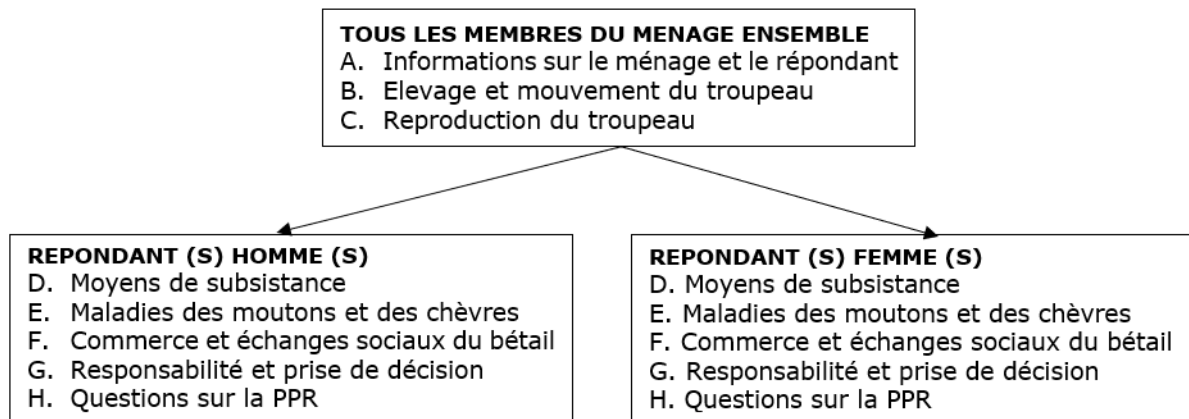 TOUS LES MEMBRES DU MENAGE ENSEMBLE
A. Informations sur le ménage et le répondant
B. Elevage et mouvement du troupeau
C. Reproduction du troupeau
REPONDANT (S) HOMME (S)
D. Moyens de subsistance
E. Maladies des moutons et des chèvres
F. Commerce et échanges sociaux du bétail
G. Responsabilité et prise de décision
H. Questions sur la PPR
REPONDANT (S) FEMME (S)
D. Moyens de subsistance
E. Maladies des moutons et des chèvres
F. Commerce et échanges sociaux du bétail
G. Responsabilité et prise de décision
H. Questions sur la PPR